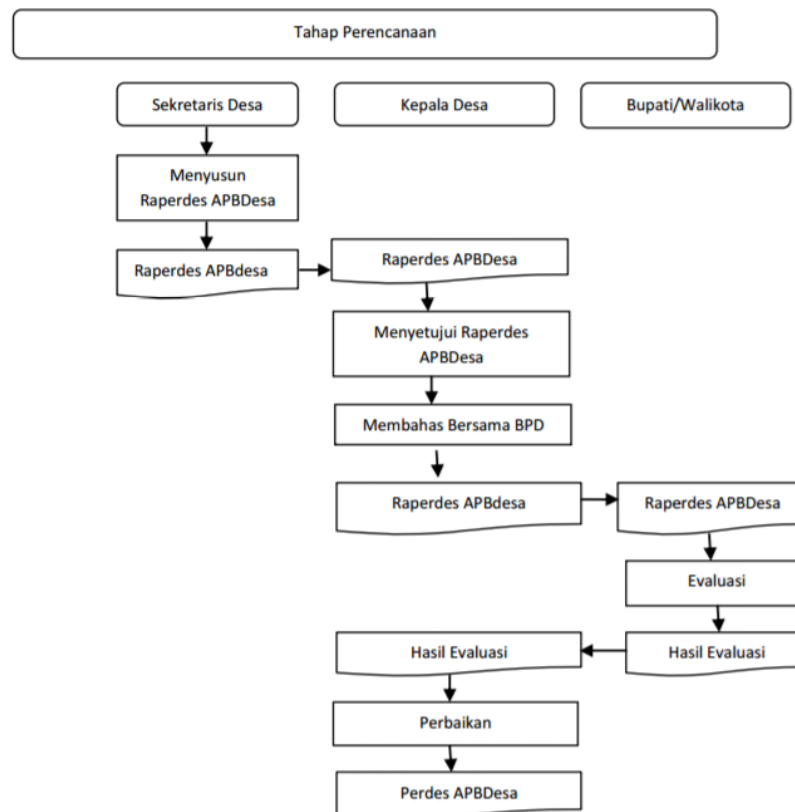 Tahap Perencanaan
Sekretaris Desa
Kepala Desa
Bupati/Walikota
Menyusun
Raperdes APBDesa
Raperdes APBdesa
Raperdes APBDesa
Menyetujui Raperdes
APBDesa
Membahas Bersama BPD
Raperdes APBdesa
Raperdes APBDesa
Evaluasi
Hasil Evaluasi
Hasil Evaluasi
Perbaikan
Perdes APBDesa